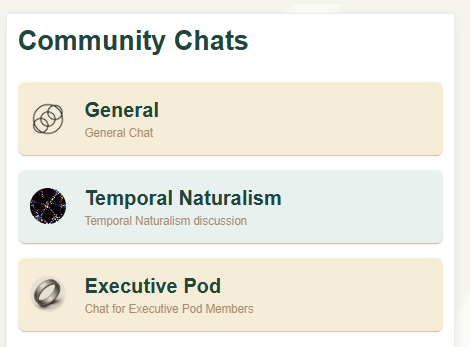 Community Chats
General
General Chat
Temporal Naturalism
Temporal Naturalism discussion
Executive Pod
Chat for Executive Pod Members